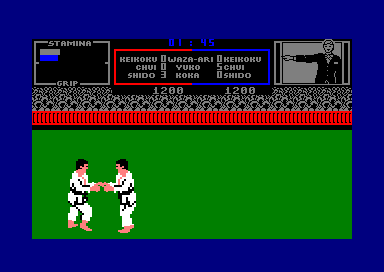 01:45
STAMINA
KEIKOKU 0 WAZA-ARI 0 KEIKOKU
CHUI 0 YUKO 5 CHUI
SHIDO 3 KOKA 0 SHIDO
GRIP
1200 1200